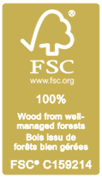 FSC
www.fsc.org
100%
Wood from well-
managed forests
Bois issu de
forêts bien gérées
FSC® C159214